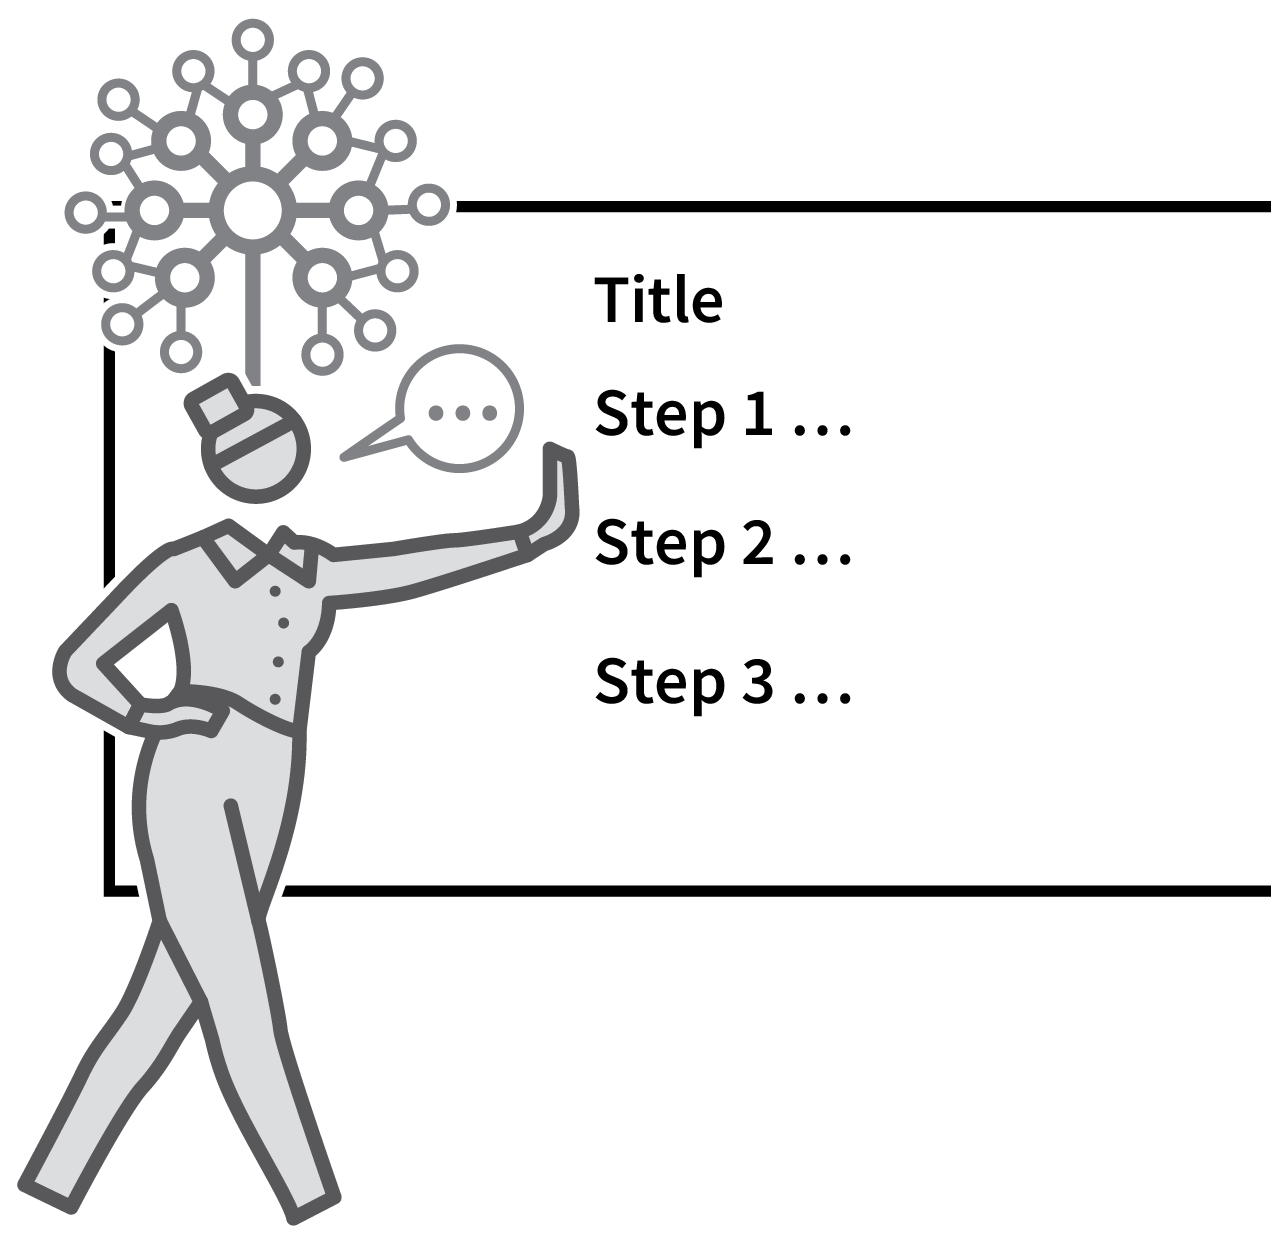 Title
Step 1 …
Step 2 …
Step 3 …